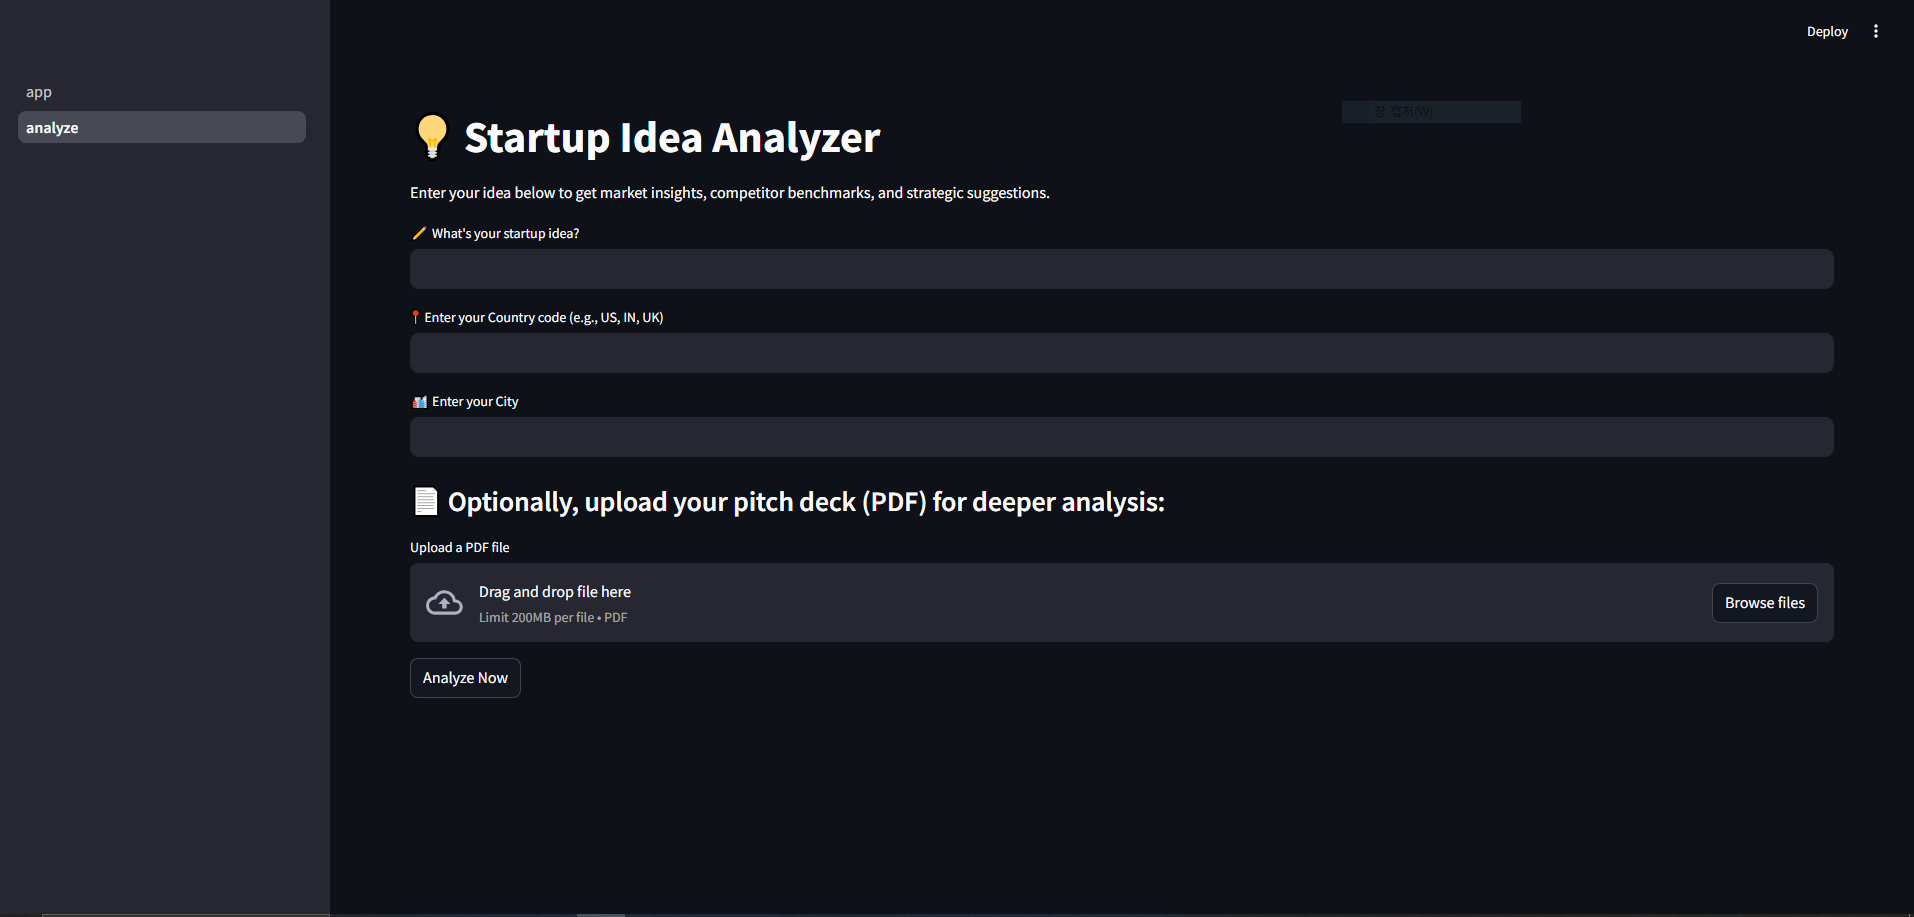 Deploy
app
analyze
창 캡처(W)
Startup Idea Analyzer
Enter your idea below to get market insights, competitor benchmarks, and strategic suggestions.
What's your startup idea?
Enter your Country code (e.g., US, IN, UK)
Enter your City
Optionally, upload your pitch deck (PDF) for deeper analysis:
Upload a PDF file
Drag and drop file here
Limit 200MB per file • PDF
Browse files
Analyze Now